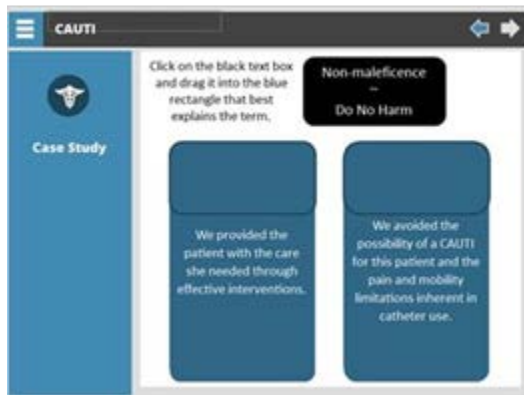 CAUTI
Case Study
Click on the black text box
and drag it into the blue
rectangle that best
explains the term.
Non-maleficence
–
Do No Harm
We provided the
patient with the care
she needed through
effective interventions.
We avoided the
possibility of a CAUTI
for this patient and the
pain and mobility
limitations inherent in
catheter use.